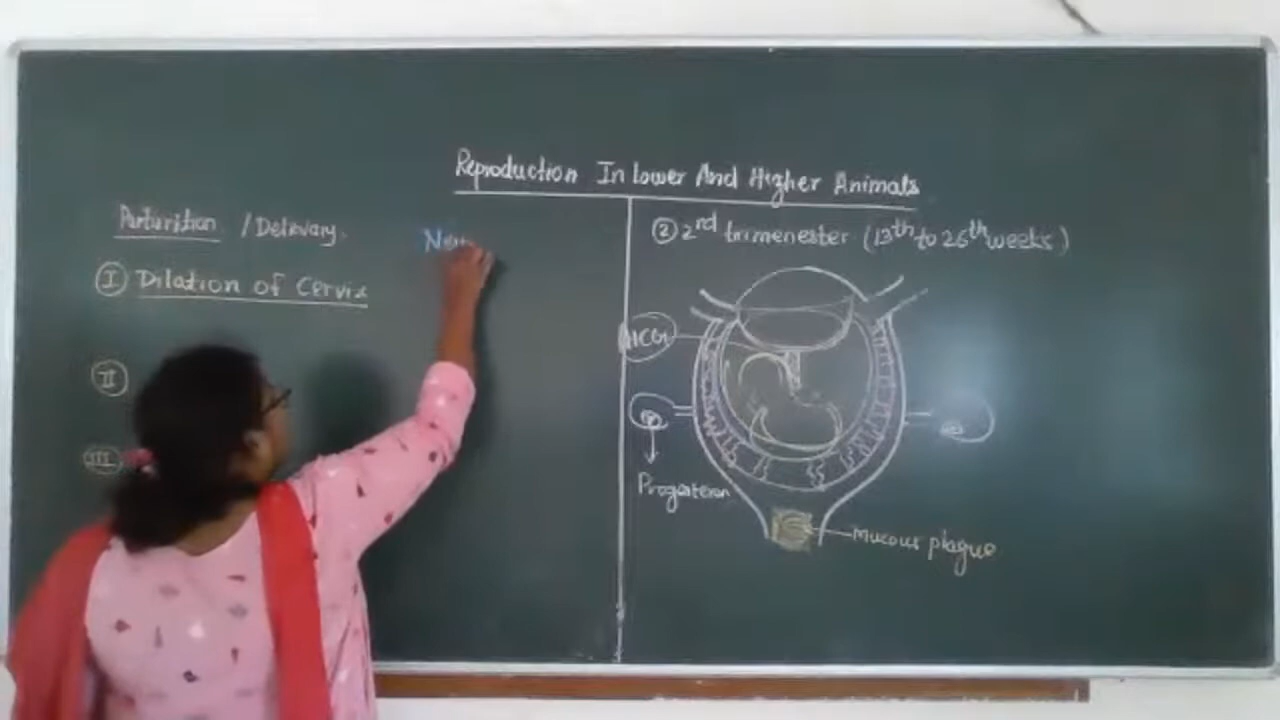 Reproduction In Lower And Higher Animals
Parturition / Delevary.
I Dilation of Cervix
II
III
② 2nd trimenester (13th to 26th weeks)
HCG
Progesteron
Mucous plague